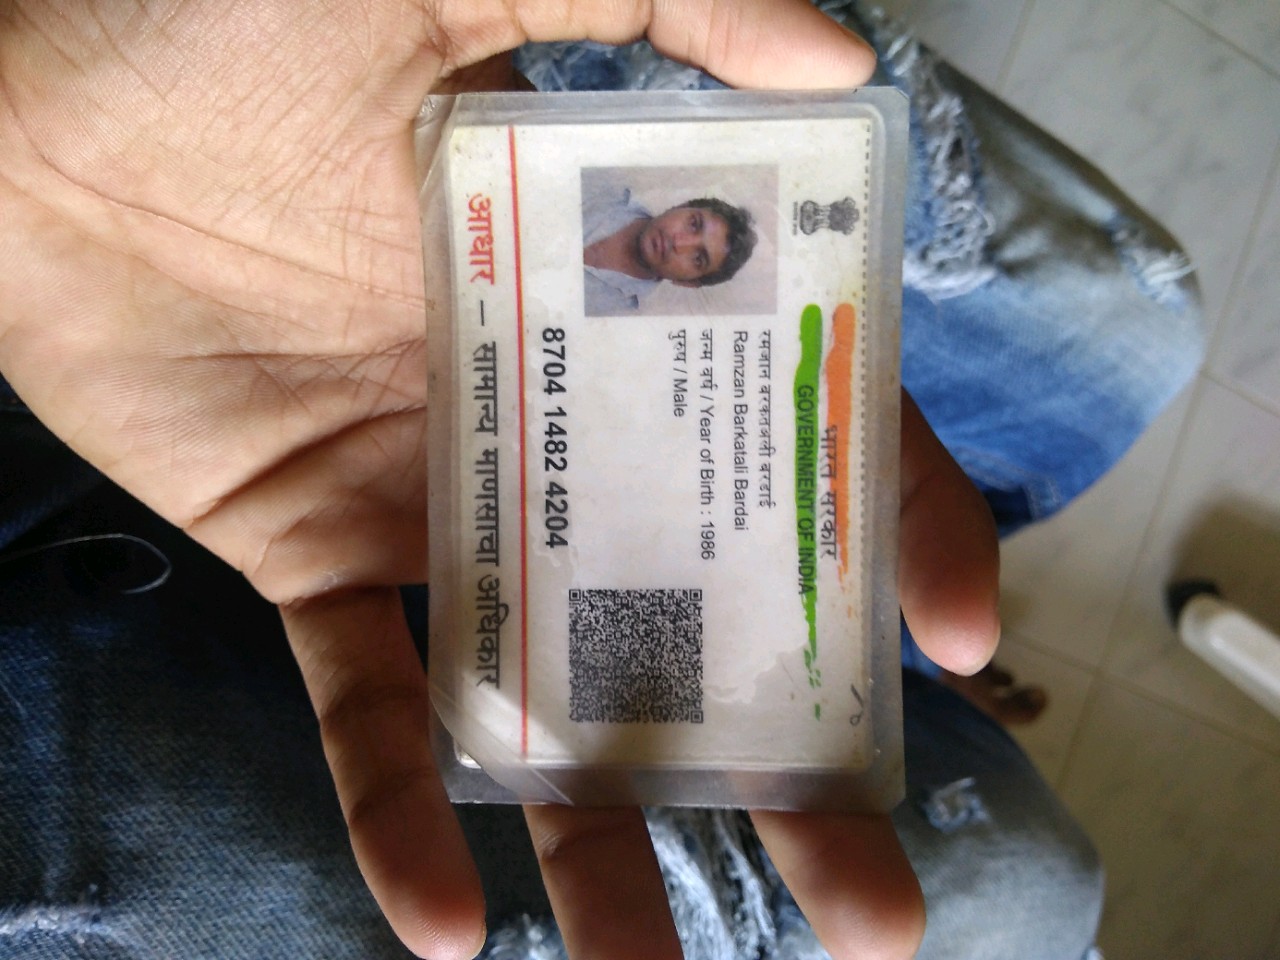 भारत सरकार
GOVERNMENT OF INDIA
रमजान बरकतअली बरडाई
Ramzan Barkatali Bardai
जन्म वर्ष / Year of Birth : 1986
पुरुष / Male
8704 1482 4204
आधार – सामान्य माणसाचा अधिकार